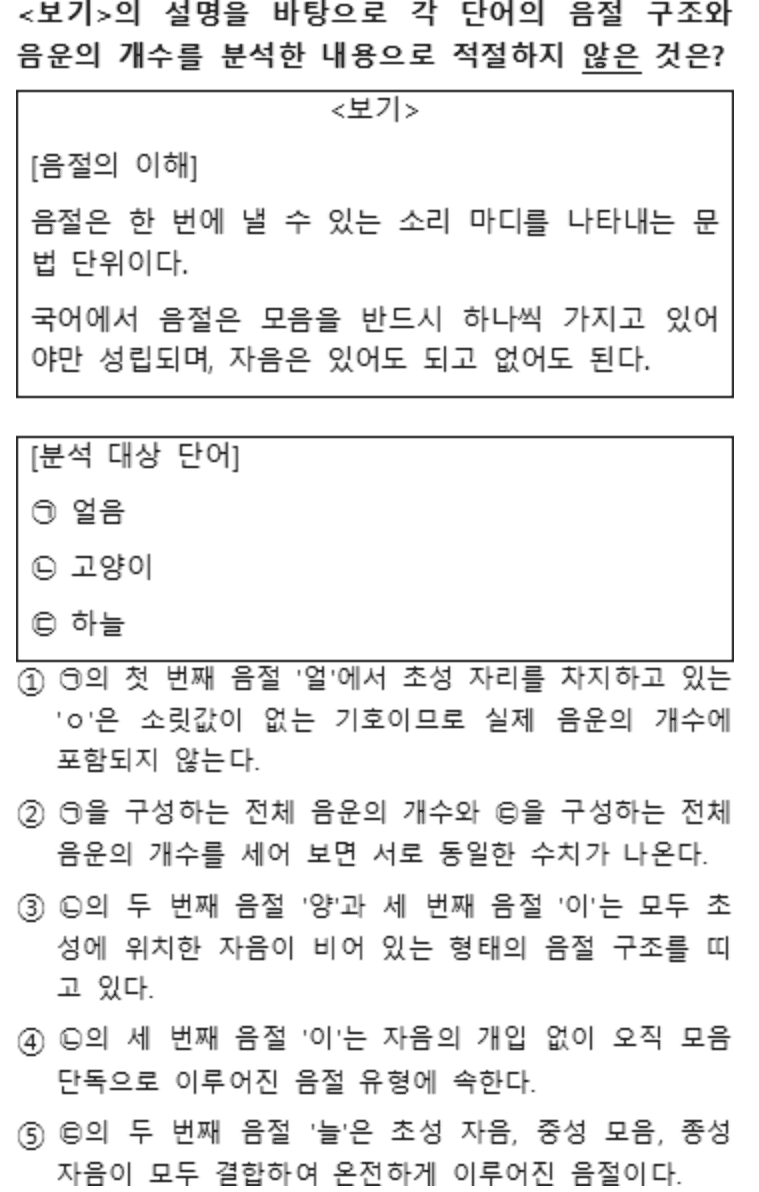 <보기>의 설명을 바탕으로 각 단어의 음절 구조와
음운의 개수를 분석한 내용으로 적절하지 않은 것은?
<보기>
[음절의 이해]
음절은 한 번에 낼 수 있는 소리 마디를 나타내는 문
법 단위이다.
국어에서 음절은 모음을 반드시 하나씩 가지고 있어
야만 성립되며, 자음은 있어도 되고 없어도 된다.
[분석 대상 단어]
㉠ 얼음
㉡ 고양이
㉢ 하늘
① ㉠의 첫 번째 음절 '얼'에서 초성 자리를 차지하고 있는
'ㅇ'은 소릿값이 없는 기호이므로 실제 음운의 개수에
포함되지 않는다.
② ㉠을 구성하는 전체 음운의 개수와 ㉢을 구성하는 전체
음운의 개수를 세어 보면 서로 동일한 수치가 나온다.
③ ㉡의 두 번째 음절 '양'과 세 번째 음절 '이'는 모두 초
성에 위치한 자음이 비어 있는 형태의 음절 구조를 띠
고 있다.
④ ㉡의 세 번째 음절 '이'는 자음의 개입 없이 오직 모음
단독으로 이루어진 음절 유형에 속한다.
⑤ ㉢의 두 번째 음절 '늘'은 초성 자음, 중성 모음, 종성
자음이 모두 결합하여 온전하게 이루어진 음절이다.